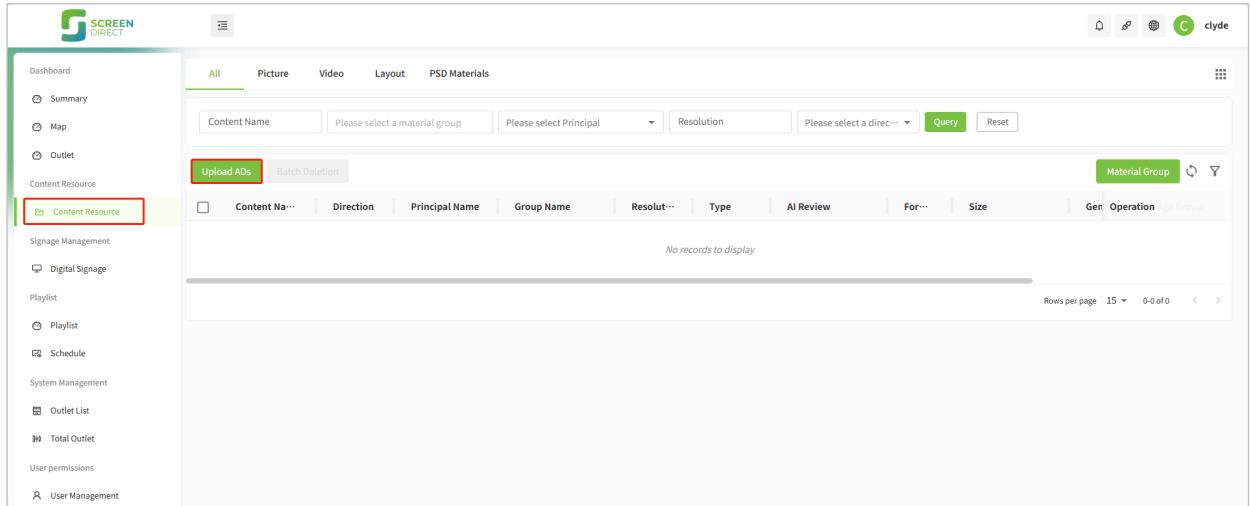 SCREEN
DIRECT
C clyde
Dashboard
Summary
Map
Outlet
Content Resource
Content Resource
Signage Management
Digital Signage
Playlist
Playlist
Schedule
System Management
Outlet List
Total Outlet
User permissions
User Management
All Picture Video Layout PSD Materials
Content Name Please select a material group Please select Principal Resolution Please select a direc··· Query Reset
Upload ADs Batch Deletion Material Group
Content Na··· Direction Principal Name Group Name Resolut··· Type AI Review For··· Size Gen Operation
No records to display
Rows per page 15 0-0 of 0